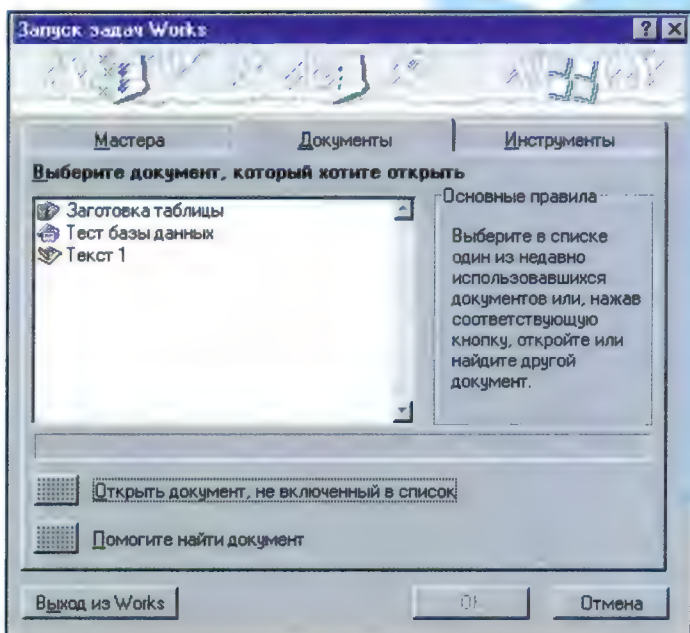 Запуск задач Works
Мастера
Документы
Инструменты
Выберите документ, который хотите открыть
Заготовка таблицы
Тест базы данных
Текст 1
Основные правила
Выберите в списке
один из недавно
использовавшихся
документов или, нажав
соответствующую
кнопку, откройте или
найдите другой
документ.
Открыть документ, не включенный в список
Помогите найти документ
Выход из Works
OK
Отмена